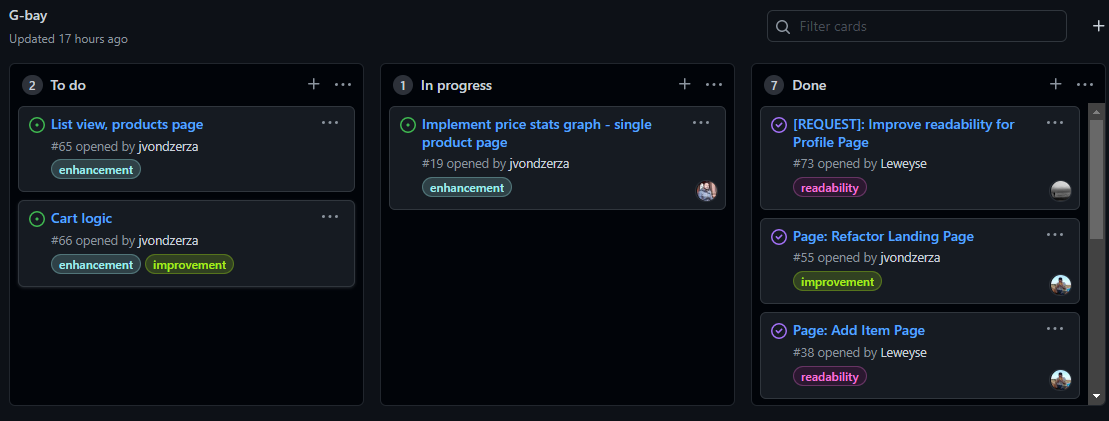 G-bay
Updated 17 hours ago
Filter cards
2 To do
List view, products page
#65 opened by jvondzerza
enhancement
Cart logic
#66 opened by jvondzerza
enhancement improvement
1 In progress
Implement price stats graph - single
product page
#19 opened by jvondzerza
enhancement
7 Done
[REQUEST]: Improve readability for
Profile Page
#73 opened by Leweyse
readability
Page: Refactor Landing Page
#55 opened by jvondzerza
improvement
Page: Add Item Page
#38 opened by Leweyse
readability